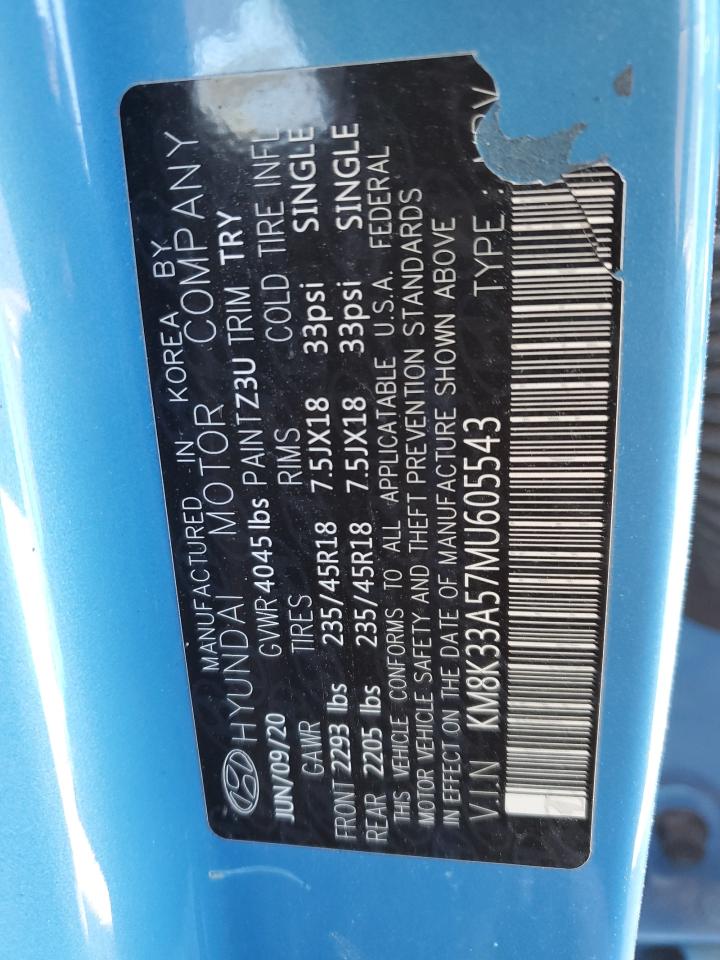 MANUFACTURED IN KOREA BY
HYUNDAI MOTOR COMPANY
JUN/09/20 GVWR 4045lbs PAINT Z3U TRIM TRY
GAWR TIRES RIMS COLD TIRE INFL
FRONT 2293 lbs 235/45R18 7.5JX18 33psi SINGLE
REAR 2205 lbs 235/45R18 7.5JX18 33psi SINGLE
THIS VEHICLE CONFORMS TO ALL APPLICATABLE U.S.A. FEDERAL
MOTOR VEHICLE SAFETY AND THEFT PREVENTION STANDARDS
IN EFFECT ON THE DATE OF MANUFACTURE SHOWN ABOVE
VIN KM8K33A57MU605543 TYPE :